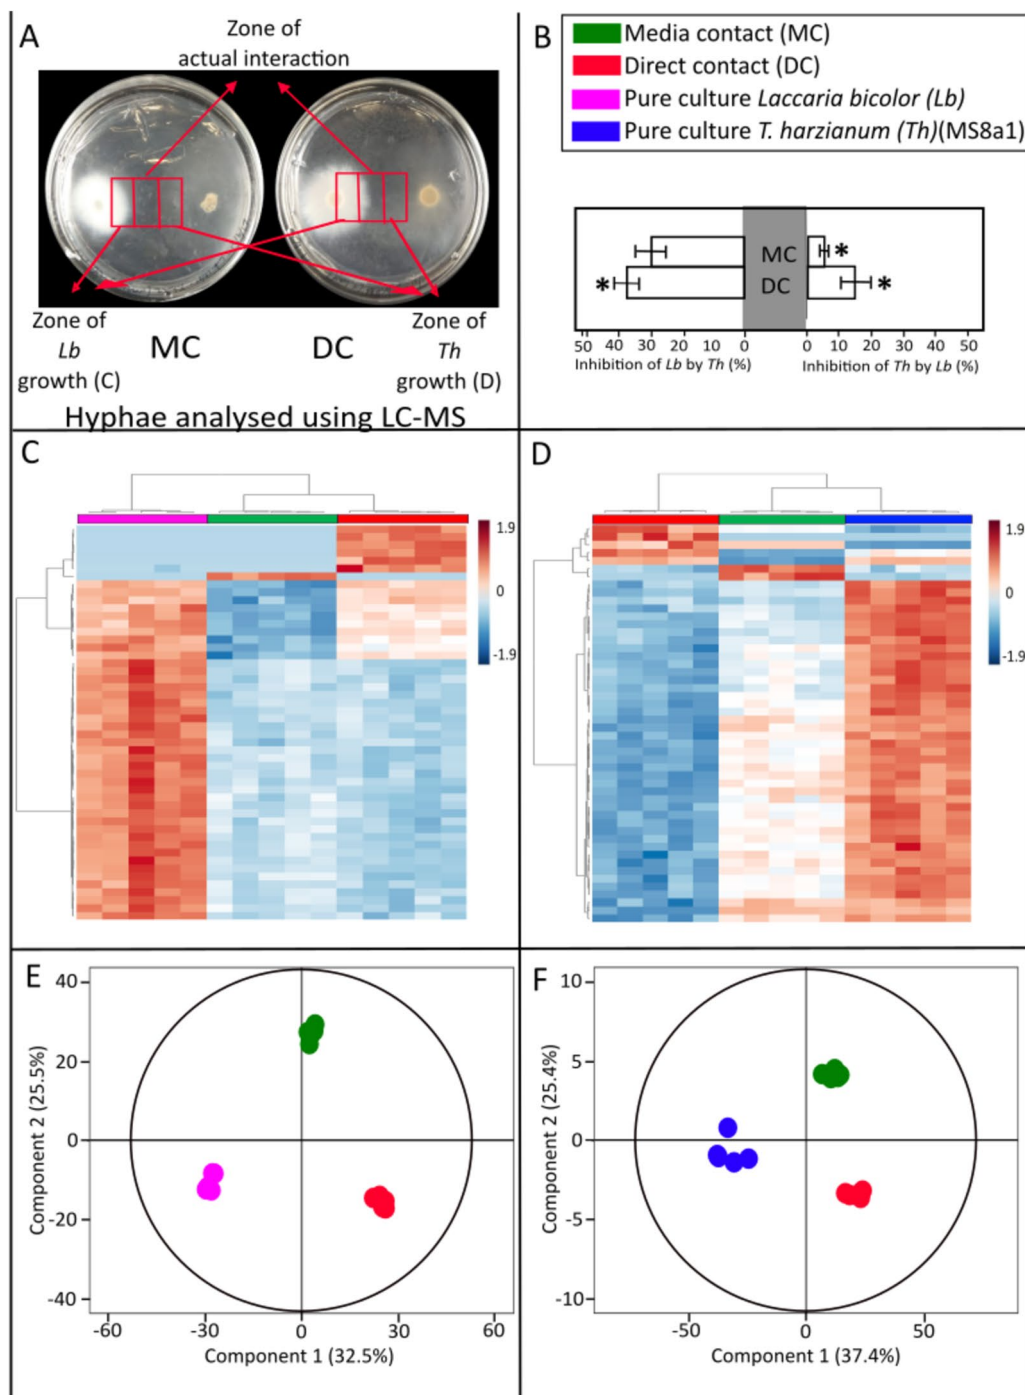 A
Zone of
actual interaction
Zone of
Lb
growth (C)
MC
DC
Zone of
Th
growth (D)
Hyphae analysed using LC-MS
B
Media contact (MC)
Direct contact (DC)
Pure culture Laccaria bicolor (Lb)
Pure culture T. harzianum (Th)(MS8a1)
MC *
* DC *
50 40 30 20 10 0
0 10 20 30 40 50
Inhibition of Lb by Th (%)
Inhibition of Th by Lb (%)
C
1.9
0
-1.9
D
1.9
0
-1.9
E
40
20
0
-20
-40
Component 2 (25.5%)
-60 -30 0 30 60
Component 1 (32.5%)
F
10
5
0
-5
-10
Component 2 (25.4%)
-50 0 50
Component 1 (37.4%)